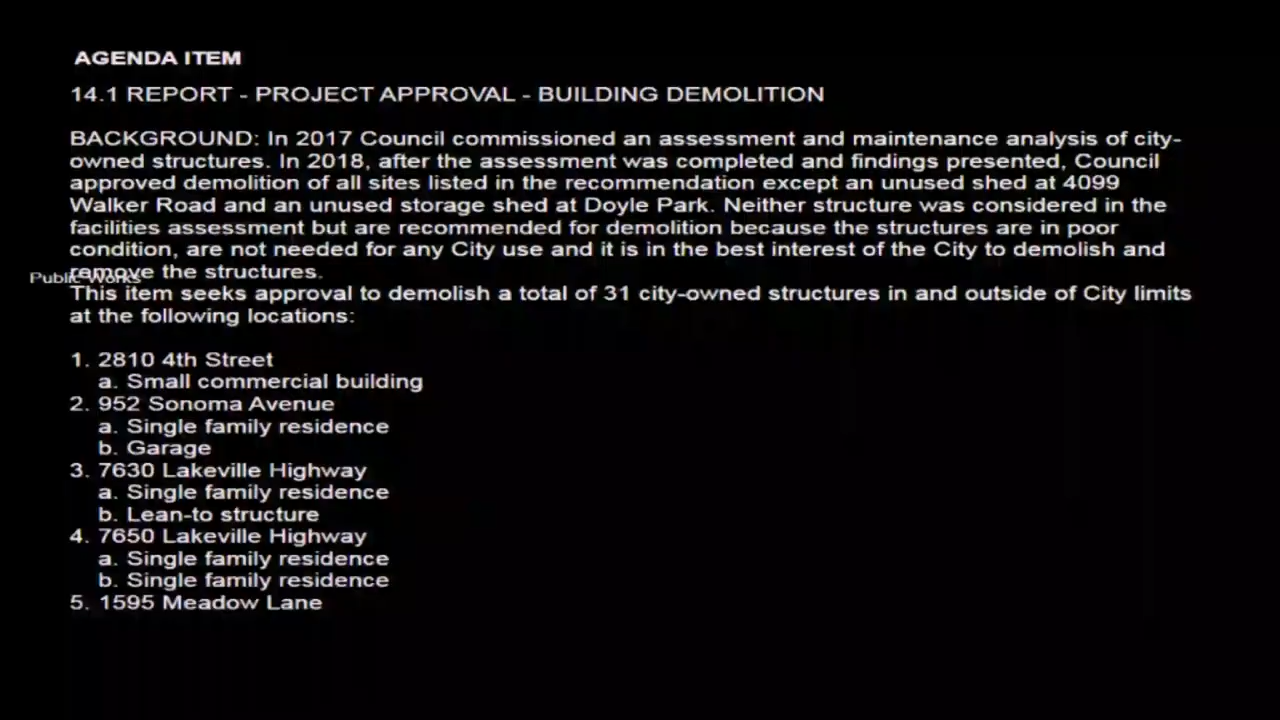 AGENDA ITEM
14.1 REPORT - PROJECT APPROVAL - BUILDING DEMOLITION
BACKGROUND: In 2017 Council commissioned an assessment and maintenance analysis of city-
owned structures. In 2018, after the assessment was completed and findings presented, Council
approved demolition of all sites listed in the recommendation except an unused shed at 4099
Walker Road and an unused storage shed at Doyle Park. Neither structure was considered in the
facilities assessment but are recommended for demolition because the structures are in poor
condition, are not needed for any City use and it is in the best interest of the City to demolish and
remove the structures.
Public Works
This item seeks approval to demolish a total of 31 city-owned structures in and outside of City limits
at the following locations:
1. 2810 4th Street
a. Small commercial building
2. 952 Sonoma Avenue
a. Single family residence
b. Garage
3. 7630 Lakeville Highway
a. Single family residence
b. Lean-to structure
4. 7650 Lakeville Highway
a. Single family residence
b. Single family residence
5. 1595 Meadow Lane